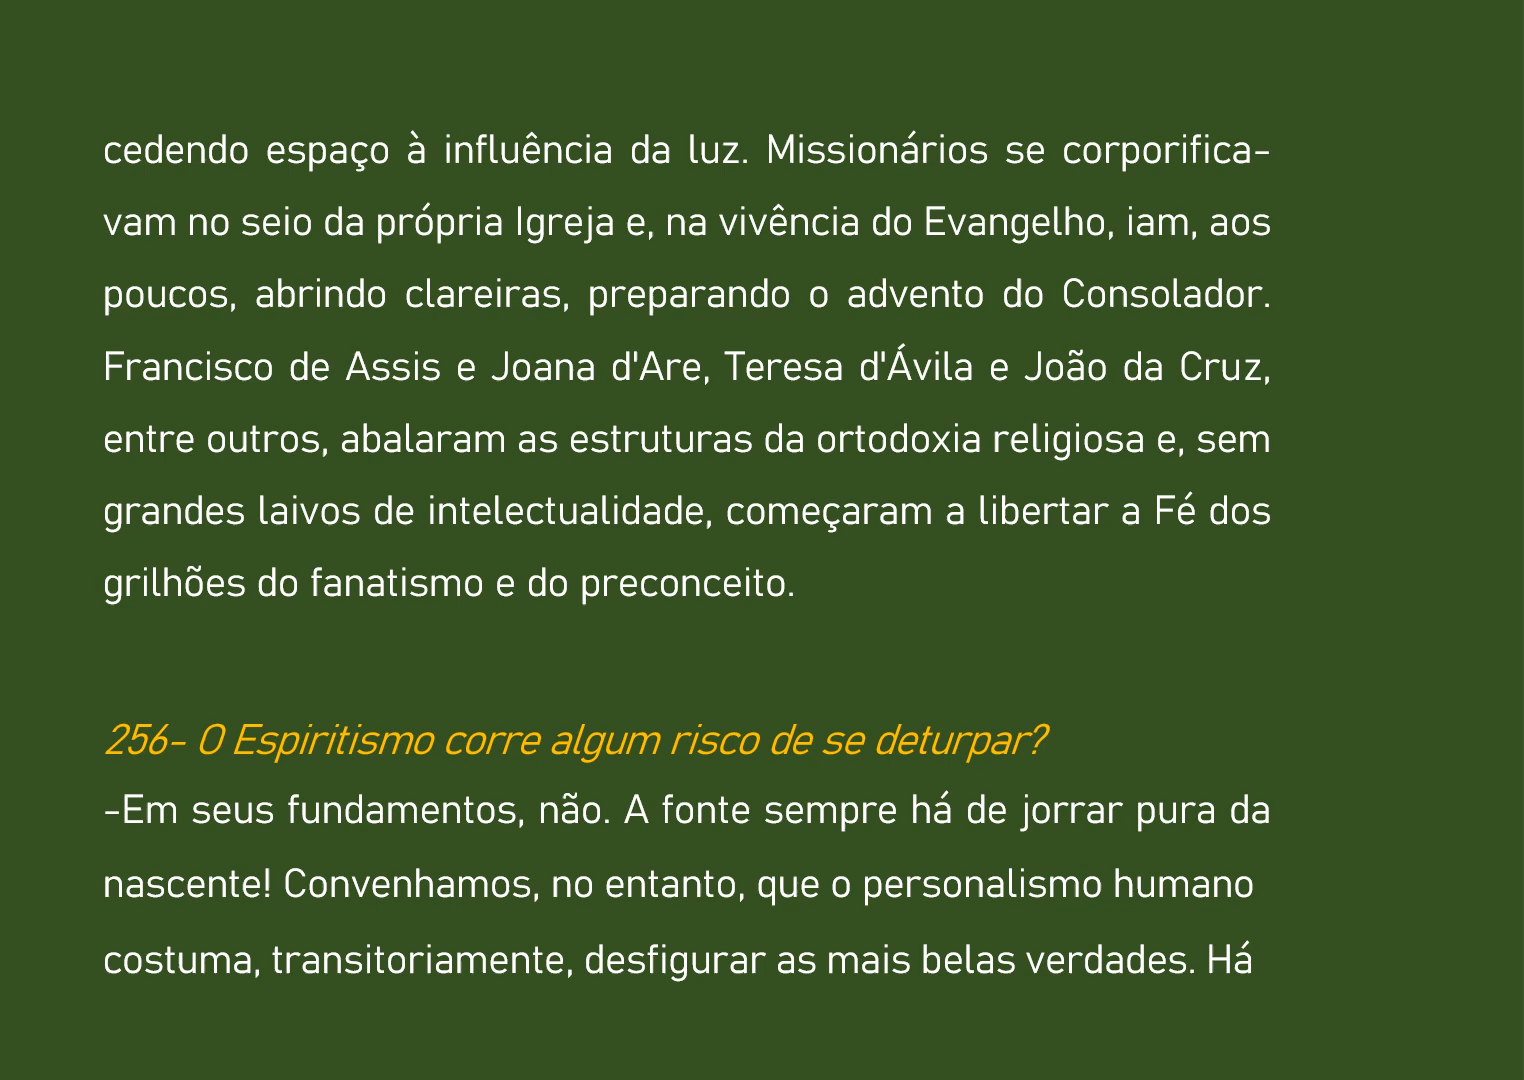 cedendo espaço à influência da luz. Missionários se corporifica-
vam no seio da própria Igreja e, na vivência do Evangelho, iam, aos
poucos, abrindo clareiras, preparando o advento do Consolador.
Francisco de Assis e Joana d'Are, Teresa d'Ávila e João da Cruz,
entre outros, abalaram as estruturas da ortodoxia religiosa e, sem
grandes laivos de intelectualidade, começaram a libertar a Fé dos
grilhões do fanatismo e do preconceito.
256- O Espiritismo corre algum risco de se deturpar?
-Em seus fundamentos, não. A fonte sempre há de jorrar pura da
nascente! Convenhamos, no entanto, que o personalismo humano
costuma, transitoriamente, desfigurar as mais belas verdades. Há